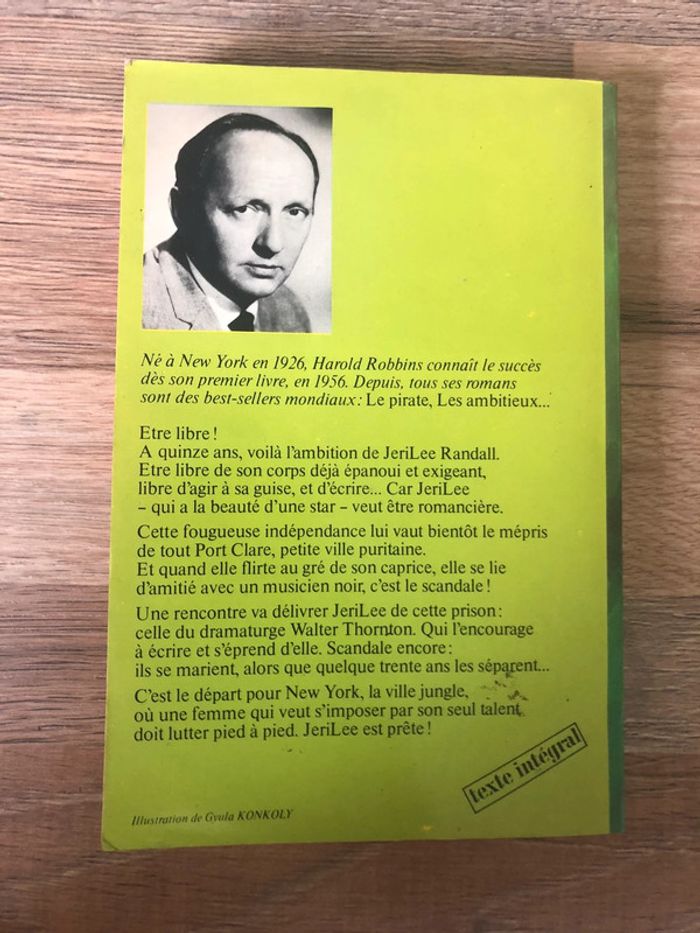 Né à New York en 1926, Harold Robbins connaît le succès
dès son premier livre, en 1956. Depuis, tous ses romans
sont des best-sellers mondiaux : Le pirate, Les ambitieux...
Etre libre !
A quinze ans, voilà l'ambition de JeriLee Randall.
Etre libre de son corps déjà épanoui et exigeant,
libre d'agir à sa guise, et d'écrire... Car JeriLee
– qui a la beauté d'une star – veut être romancière.
Cette fougueuse indépendance lui vaut bientôt le mépris
de tout Port Clare, petite ville puritaine.
Et quand elle flirte au gré de son caprice, elle se lie
d'amitié avec un musicien noir, c'est le scandale !
Une rencontre va délivrer JeriLee de cette prison :
celle du dramaturge Walter Thornton. Qui l'encourage
à écrire et s'éprend d'elle. Scandale encore :
ils se marient, alors que quelque trente ans les séparent...
C'est le départ pour New York, la ville jungle,
où une femme qui veut s'imposer par son seul talent
doit lutter pied à pied. JeriLee est prête !
texte intégral
Illustration de Gyula KONKOLY